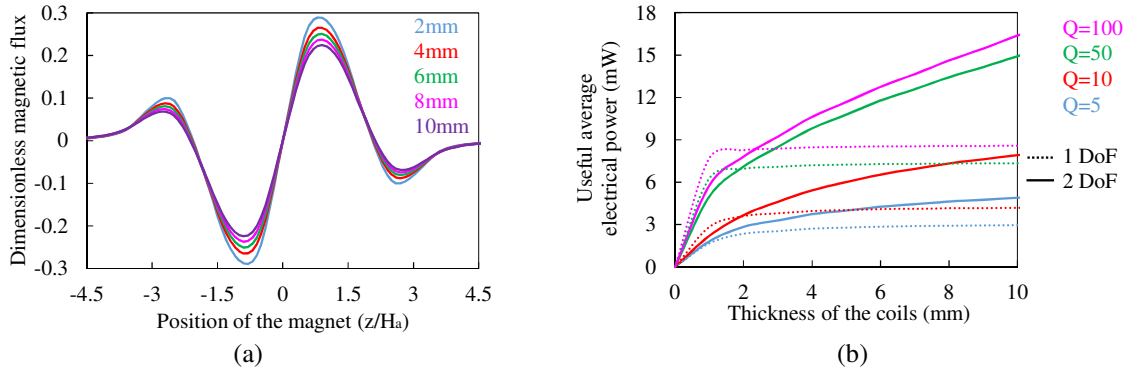 0.3
0.2
0.1
0
-0.1
-0.2
-0.3
Dimensionless magnetic flux
2mm
4mm
6mm
8mm
10mm
-4.5 -3 -1.5 0 1.5 3 4.5
Position of the magnet (z/Hₐ)
(a)
18
15
12
9
6
3
0
Useful average
electrical power (mW)
Q=100
Q=50
Q=10
Q=5
1 DoF
2 DoF
0 2 4 6 8 10
Thickness of the coils (mm)
(b)